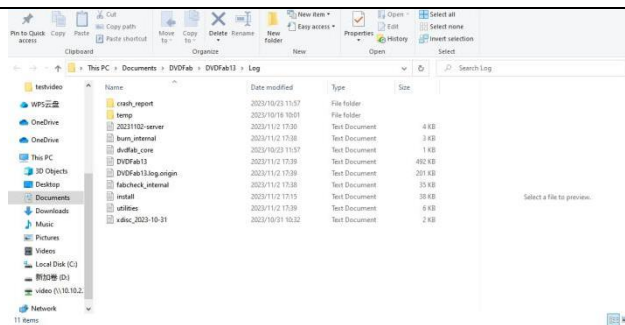 Cut
Copy path
Paste shortcut
Pin to Quick access
Copy
Paste
Move to
Copy to
Delete
Rename
New folder
New item
Easy access
Properties
Open
Edit
History
Select all
Select none
Invert selection
Clipboard
Organize
New
Open
Select
This PC > Documents > DVDFab > DVDFab13 > Log
Search Log
testvideo
WPS云盘
OneDrive
OneDrive
This PC
3D Objects
Desktop
Documents
Downloads
Music
Pictures
Videos
Local Disk (C:)
新加卷 (D:)
video (\\10.10.2.
Network
Name Date modified Type Size
crash_report 2023/10/23 11:57 File folder
temp 2023/10/16 10:01 File folder
20231102-server 2023/11/2 17:30 Text Document 4 KB
burn_internal 2023/11/2 17:38 Text Document 3 KB
dvdfab_core 2023/10/23 11:57 Text Document 1 KB
DVDFab13 2023/11/2 17:39 Text Document 492 KB
DVDFab13.log.origin 2023/11/2 17:39 Text Document 201 KB
fabcheck_internal 2023/11/2 17:38 Text Document 35 KB
install 2023/11/2 17:15 Text Document 38 KB
utilities 2023/11/2 17:39 Text Document 6 KB
xdisc_2023-10-31 2023/10/31 10:32 Text Document 2 KB
Select a file to preview.
11 items